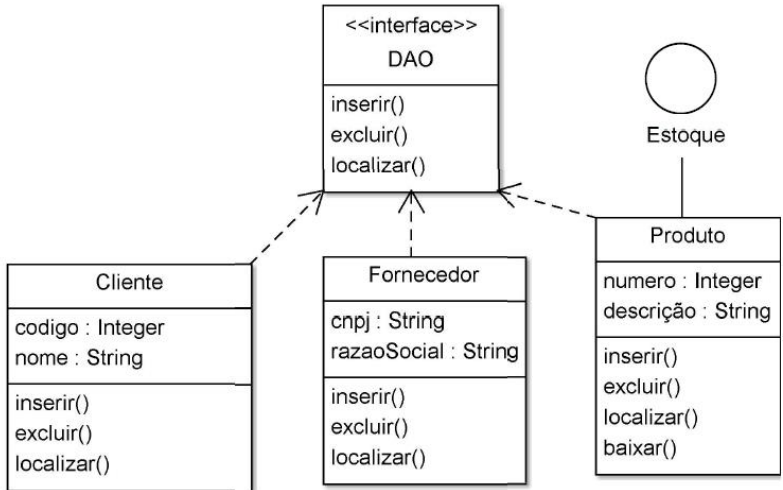 <<interface>>
DAO
inserir()
excluir()
localizar()
Estoque
Cliente
codigo : Integer
nome : String
inserir()
excluir()
localizar()
Fornecedor
cnpj : String
razaoSocial : String
inserir()
excluir()
localizar()
Produto
numero : Integer
descrição : String
inserir()
excluir()
localizar()
baixar()